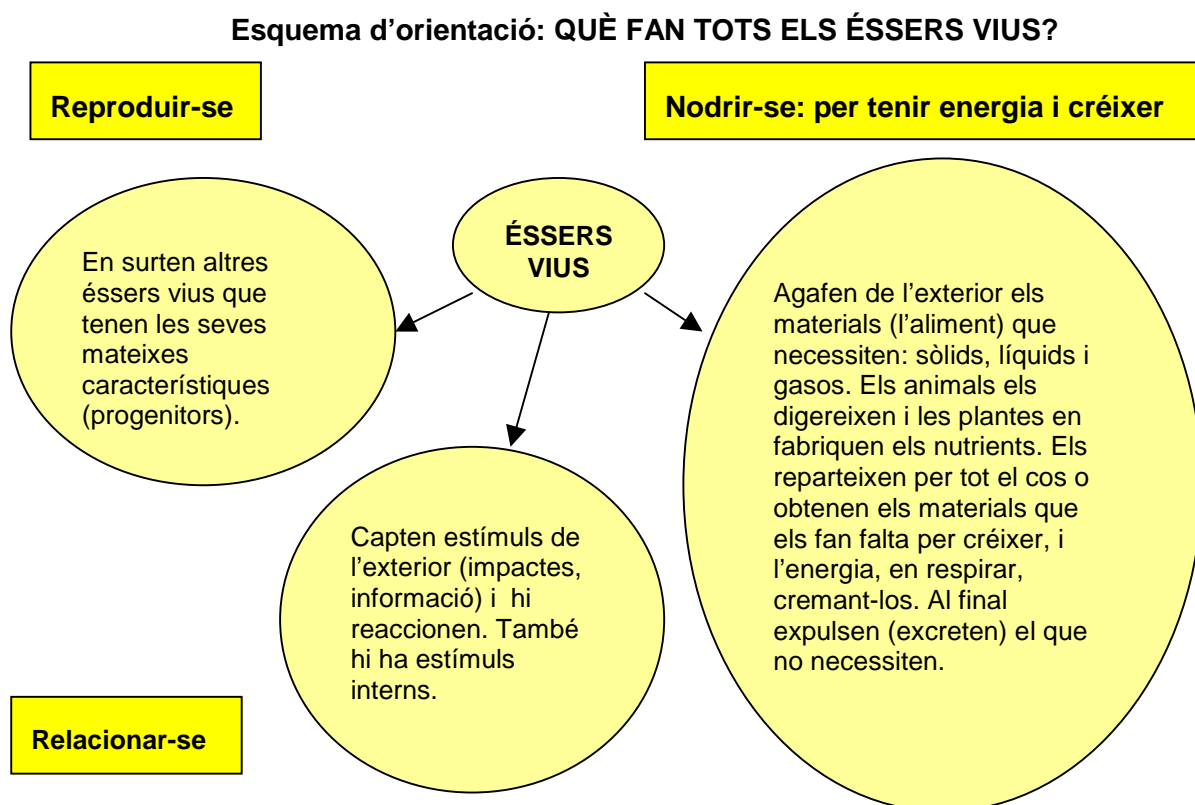 Esquema d’orientació: QUÈ FAN TOTS ELS ÉSSERS VIUS?
Reproduir-se
Nodrir-se: per tenir energia i créixer
ÉSSERS
VIUS
En surten altres
éssers vius que
tenen les seves
mateixes
característiques
(progenitors).
Agafen de l’exterior els
materials (l’aliment) que
necessiten: sòlids, líquids i
gasos. Els animals els
digereixen i les plantes en
fabriquen els nutrients. Els
reparteixen per tot el cos o
obtenen els materials que
els fan falta per créixer, i
l’energia, en respirar,
cremant-los. Al final
expulsen (excreten) el que
no necessiten.
Capten estímuls de
l’exterior (impactes,
informació) i  hi
reaccionen. També
hi ha estímuls
interns.
Relacionar-se